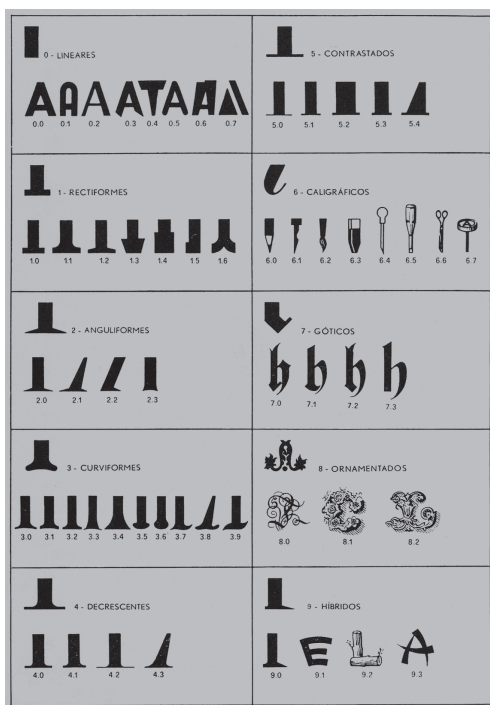 0 - LINEARES
AAAATAAA
0.0 0.1 0.2 0.3 0.4 0.5 0.6 0.7
1 - RECTIFORMES
1.0 1.1 1.2 1.3 1.4 1.5 1.6
2 - ANGULIFORMES
2.0 2.1 2.2 2.3
3 - CURVIFORMES
3.0 3.1 3.2 3.3 3.4 3.5 3.6 3.7 3.8 3.9
4 - DECRESCENTES
4.0 4.1 4.2 4.3
5 - CONTRASTADOS
5.0 5.1 5.2 5.3 5.4
6 - CALIGRÁFICOS
6.0 6.1 6.2 6.3 6.4 6.5 6.6 6.7
7 - GÓTICOS
h h h h
7.0 7.1 7.2 7.3
8 - ORNAMENTADOS
8.0 8.1 8.2
9 - HÍBRIDOS
I E L A
9.0 9.1 9.2 9.3